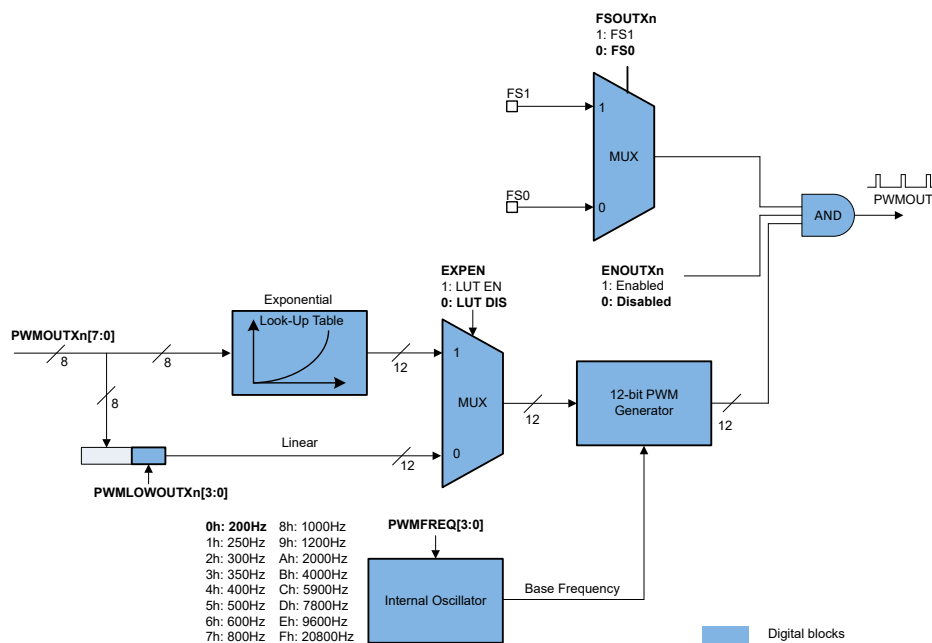 FSOUTXn
1: FS1
0: FS0
FS1
1
MUX
FS0
0
AND
PWMOUT
ENOUTXn
1: Enabled
0: Disabled
EXPEN
1: LUT EN
0: LUT DIS
Exponential
Look-Up Table
PWMOUTXn[7:0]
8
8
12
1
8
MUX
12
12-bit PWM
Generator
12
Linear
12
0
PWMLOWOUTXn[3:0]
0h: 200Hz 8h: 1000Hz
1h: 250Hz 9h: 1200Hz
2h: 300Hz Ah: 2000Hz
3h: 350Hz Bh: 4000Hz
4h: 400Hz Ch: 5900Hz
5h: 500Hz Dh: 7800Hz
6h: 600Hz Eh: 9600Hz
7h: 800Hz Fh: 20800Hz
PWMFREQ[3:0]
Internal Oscillator
Base Frequency
Digital blocks